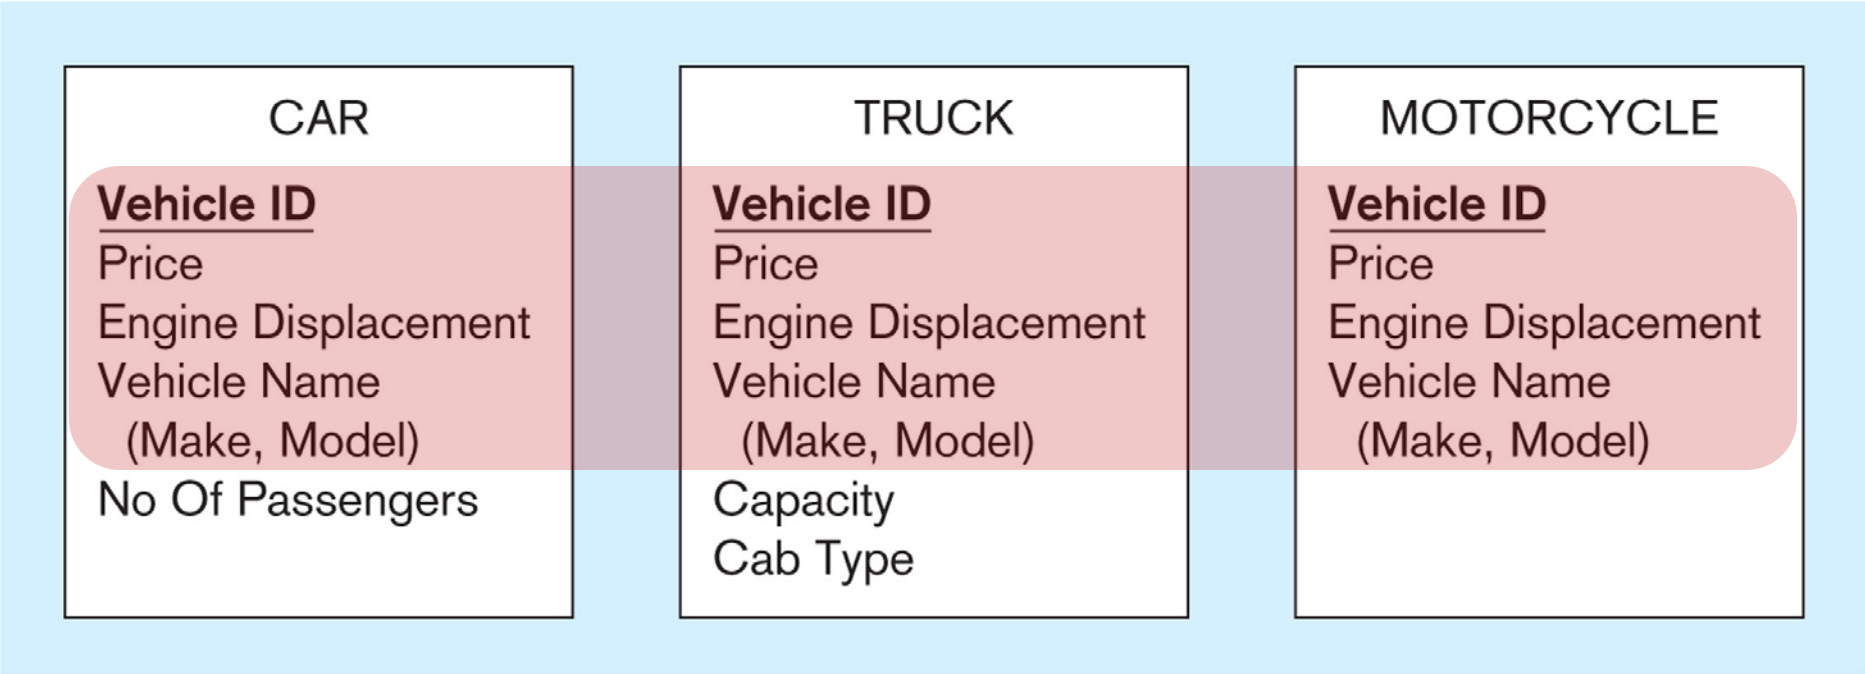 CAR
Vehicle ID
Price
Engine Displacement
Vehicle Name
(Make, Model)
No Of Passengers
TRUCK
Vehicle ID
Price
Engine Displacement
Vehicle Name
(Make, Model)
Capacity
Cab Type
MOTORCYCLE
Vehicle ID
Price
Engine Displacement
Vehicle Name
(Make, Model)